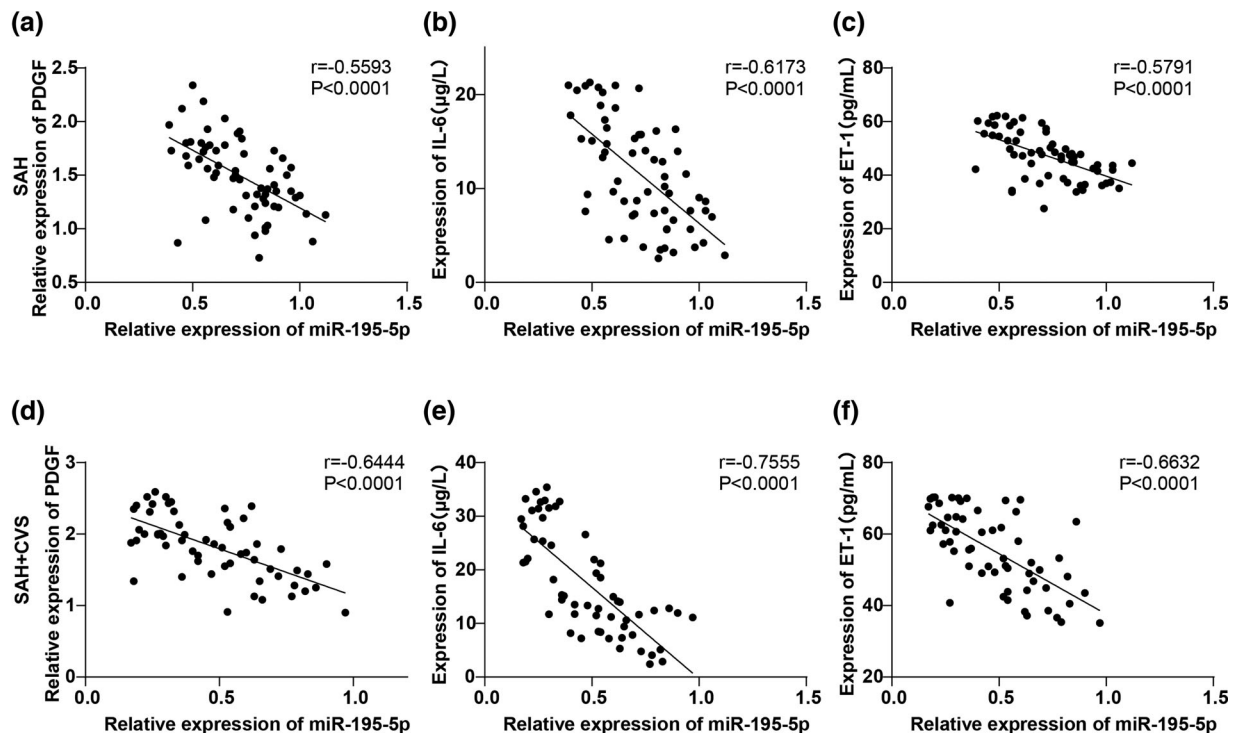 (a)
SAH
Relative expression of PDGF
2.5
2.0
1.5
1.0
0.5
0.0
0.5
1.0
1.5
r=-0.5593
P<0.0001
Relative expression of miR-195-5p
(b)
Expression of IL-6(μg/L)
20
10
0
0.0
0.5
1.0
1.5
r=-0.6173
P<0.0001
Relative expression of miR-195-5p
(c)
Expression of ET-1(pg/mL)
80
60
40
20
0
0.0
0.5
1.0
1.5
r=-0.5791
P<0.0001
Relative expression of miR-195-5p
(d)
SAH+CVS
Relative expression of PDGF
3
2
1
0
0.0
0.5
1.0
r=-0.6444
P<0.0001
Relative expression of miR-195-5p
(e)
Expression of IL-6(μg/L)
40
30
20
10
0
0.0
0.5
1.0
1.5
r=-0.7555
P<0.0001
Relative expression of miR-195-5p
(f)
Expression of ET-1(pg/mL)
80
60
40
20
0.0
0.5
1.0
1.5
r=-0.6632
P<0.0001
Relative expression of miR-195-5p